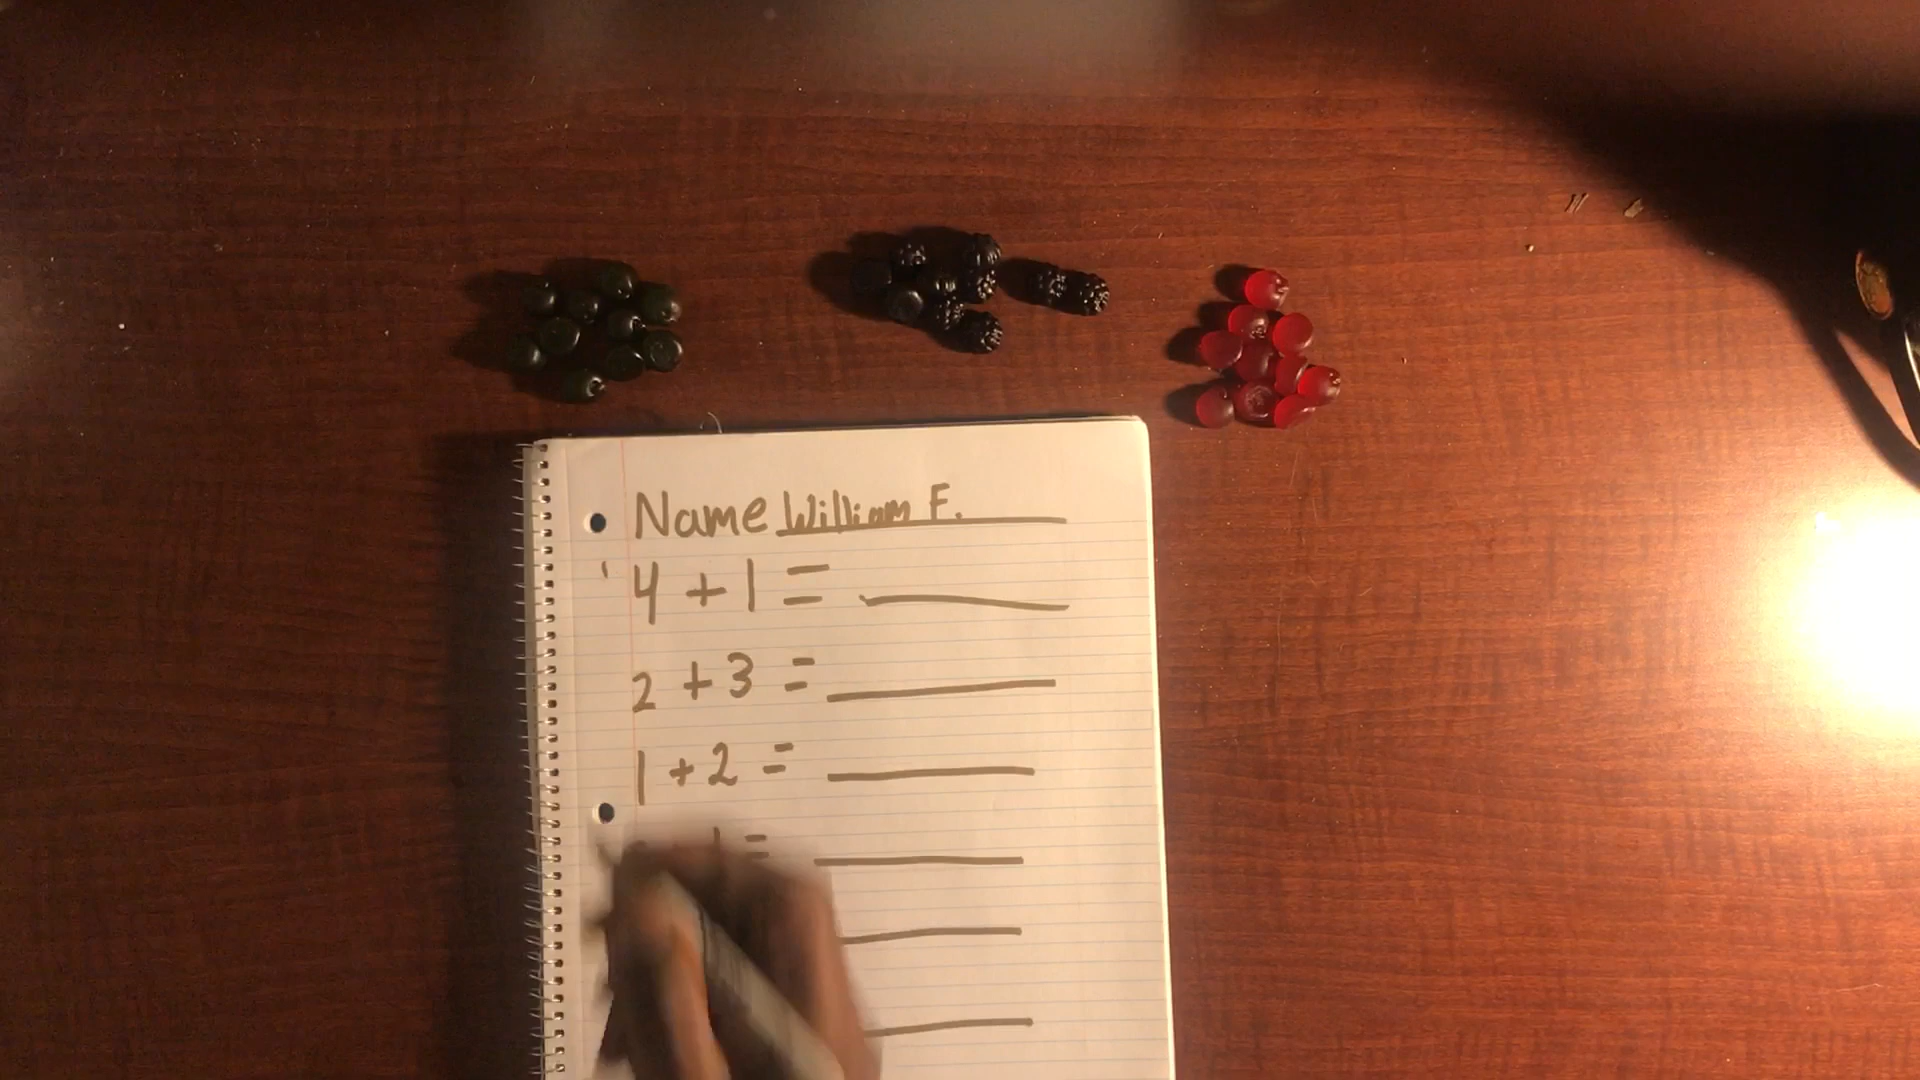 Name William F.
4 + 1 =
2 + 3 =
1 + 2 =
=